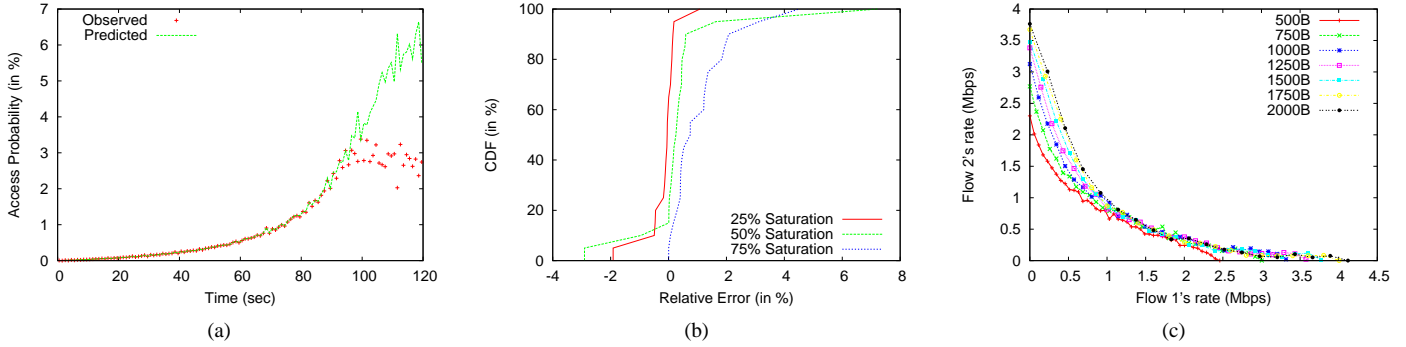 7
6
5
4
3
2
1
0
Access Probability (in %)
Observed
Predicted
0 20 40 60 80 100 120
Time (sec)
(a)
100
80
60
40
20
0
CDF (in %)
25% Saturation
50% Saturation
75% Saturation
-4 -2 0 2 4 6 8
Relative Error (in %)
(b)
4
3.5
3
2.5
2
1.5
1
0.5
0
Flow 2's rate (Mbps)
500B
750B
1000B
1250B
1500B
1750B
2000B
0 0.5 1 1.5 2 2.5 3 3.5 4 4.5
Flow 1's rate (Mbps)
(c)